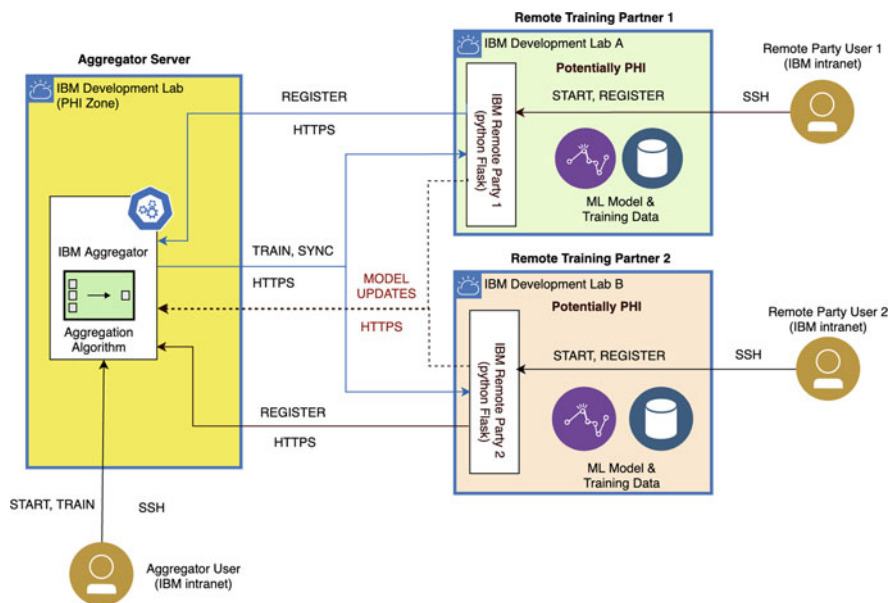 Aggregator Server
IBM Development Lab
(PHI Zone)
IBM Aggregator
Aggregation
Algorithm
START, TRAIN
SSH
Aggregator User
(IBM intranet)
REGISTER
HTTPS
TRAIN, SYNC
HTTPS
MODEL
UPDATES
HTTPS
REGISTER
HTTPS
Remote Training Partner 1
IBM Development Lab A
Potentially PHI
IBM Remote Party 1
(python Flask)
START, REGISTER
SSH
ML Model &
Training Data
Remote Party User 1
(IBM intranet)
Remote Training Partner 2
IBM Development Lab B
Potentially PHI
IBM Remote Party 2
(python Flask)
START, REGISTER
SSH
ML Model &
Training Data
Remote Party User 2
(IBM intranet)